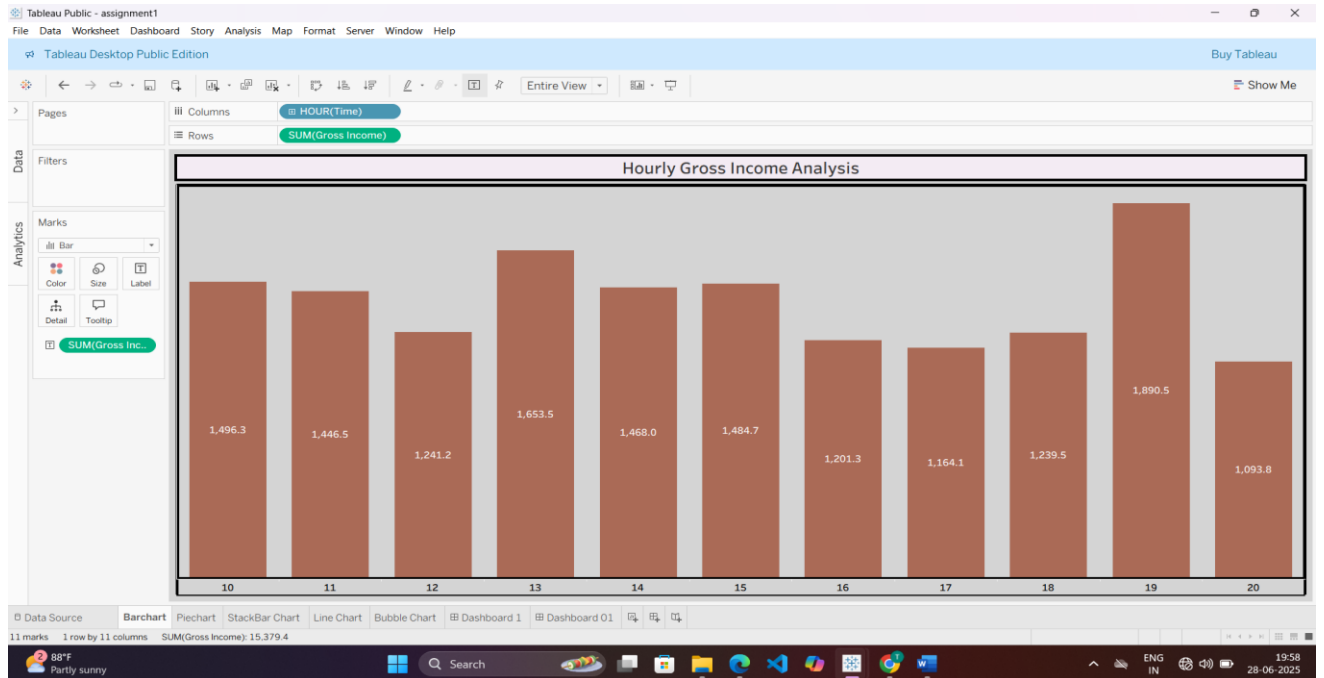 Tableau Public - assignment1
File Data Worksheet Dashboard Story Analysis Map Format Server Window Help
Tableau Desktop Public Edition Buy Tableau
Entire View Show Me
Pages
Columns HOUR(Time)
Rows SUM(Gross Income)
Data
Filters
Hourly Gross Income Analysis
Analytics
Marks
Bar
Color Size Label
Detail Tooltip
SUM(Gross Inc..
1,496.3 1,446.5 1,241.2 1,653.5 1,468.0 1,484.7 1,201.3 1,164.1 1,239.5 1,890.5 1,093.8
10 11 12 13 14 15 16 17 18 19 20
Data Source Barchart Piechart StackBar Chart Line Chart Bubble Chart Dashboard 1 Dashboard 01
11 marks 1 row by 11 columns SUM(Gross Income): 15,379.4
2 88°F
Partly sunny
Search
ENG
IN
19:58
28-06-2025